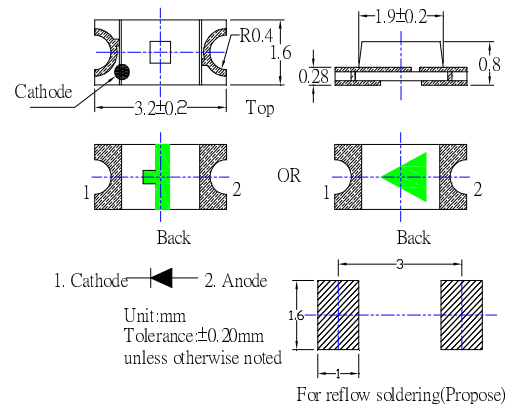 1.9±0.2
R0.4
1.6
0.28
0.8
Cathode
3.2±0.2
Top
1
2
OR
1
2
Back
Back
1. Cathode
2. Anode
3
Unit:mm
Tolerance:±0.20mm
unless otherwise noted
1.6
1
For reflow soldering(Propose)